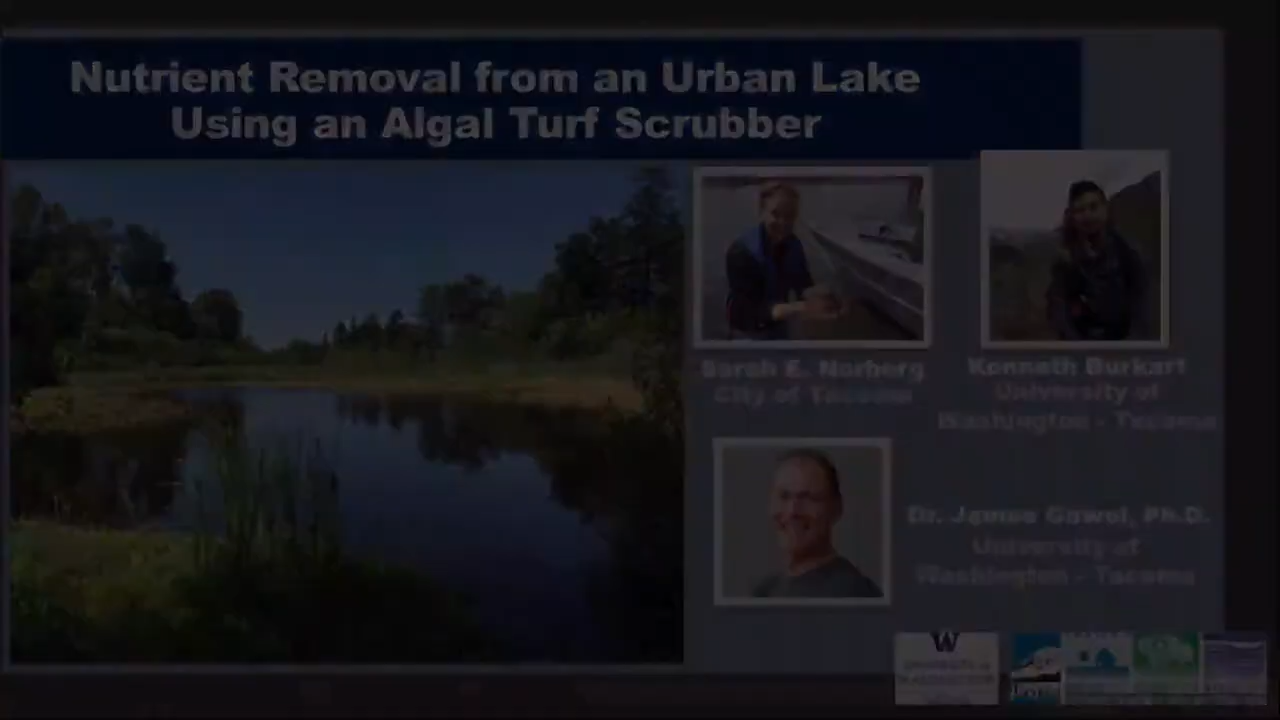 Nutrient Removal from an Urban Lake
Using an Algal Turf Scrubber
Sarah E. Norberg
City of Tacoma
Kenneth Burkart
University of
Washington - Tacoma
Dr. James Gawel, Ph.D.
University of
Washington - Tacoma
W